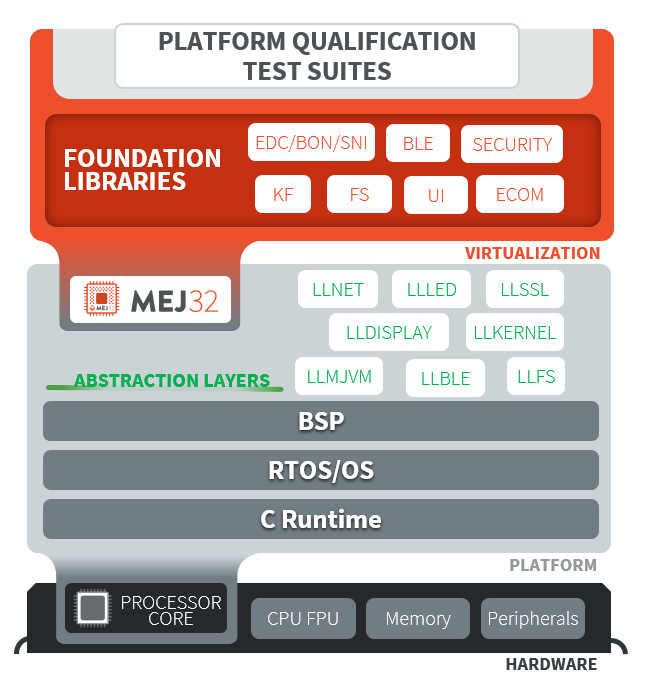 PLATFORM QUALIFICATION
TEST SUITES
FOUNDATION
LIBRARIES
EDC/BON/SNI BLE SECURITY
KF FS UI ECOM
VIRTUALIZATION
MEJ
MEJ32
LLNET LLLED LLSSL
LLDISPLAY LLKERNEL
LLMJVM LLBLE LLFS
ABSTRACTION LAYERS
BSP
RTOS/OS
C Runtime
PLATFORM
PROCESSOR
CORE
CPU FPU Memory Peripherals
HARDWARE